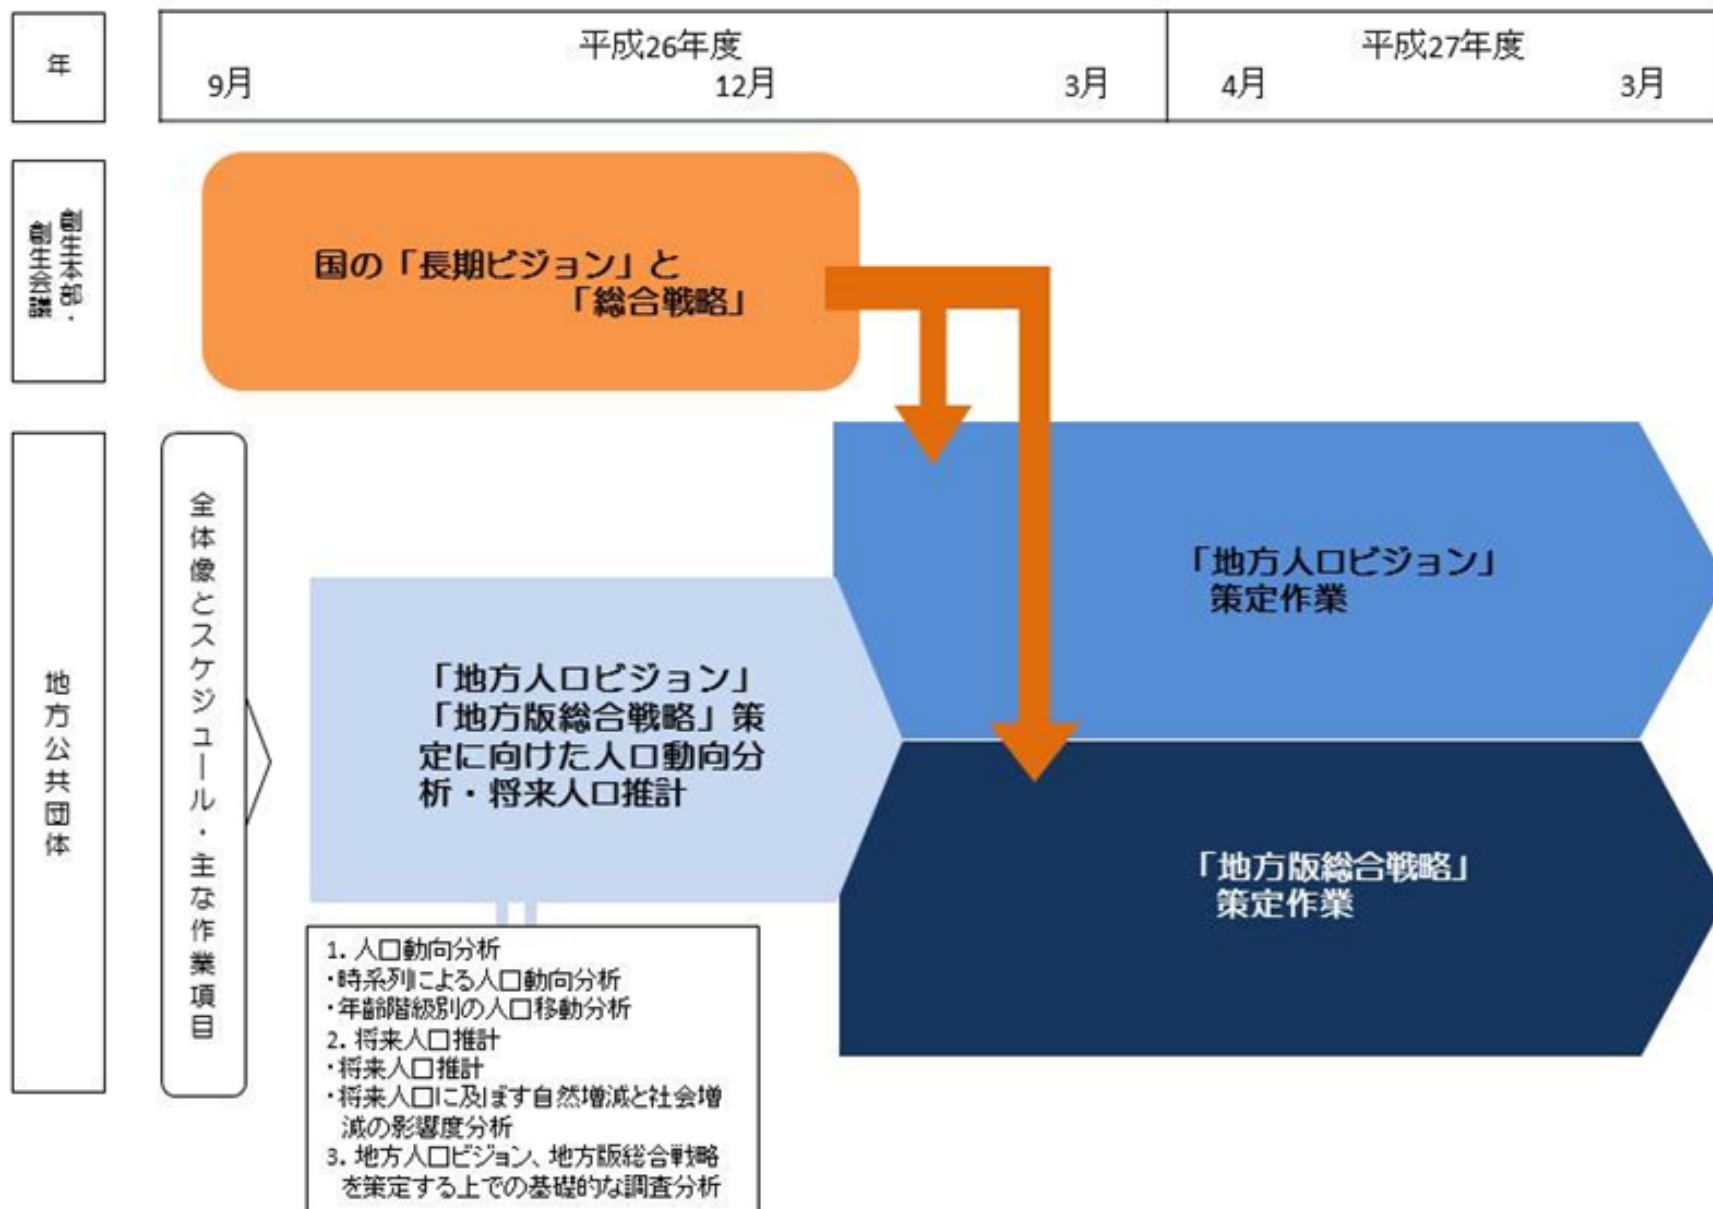 年
平成26年度
平成27年度
9月
12月
3月
4月
3月
創生本部・
創生会議
国の「長期ビジョン」と
「総合戦略」
地方公共団体
全体像とスケジュール・主な作業項目
「地方人口ビジョン」
策定作業
「地方人口ビジョン」
「地方版総合戦略」策
定に向けた人口動向分
析・将来人口推計
「地方版総合戦略」
策定作業
1. 人口動向分析
・時系列による人口動向分析
・年齢階級別の人口移動分析
2. 将来人口推計
・将来人口推計
・将来人口に及ぼす自然増減と社会増
減の影響度分析
3. 地方人口ビジョン、地方版総合戦略
を策定する上での基礎的な調査分析